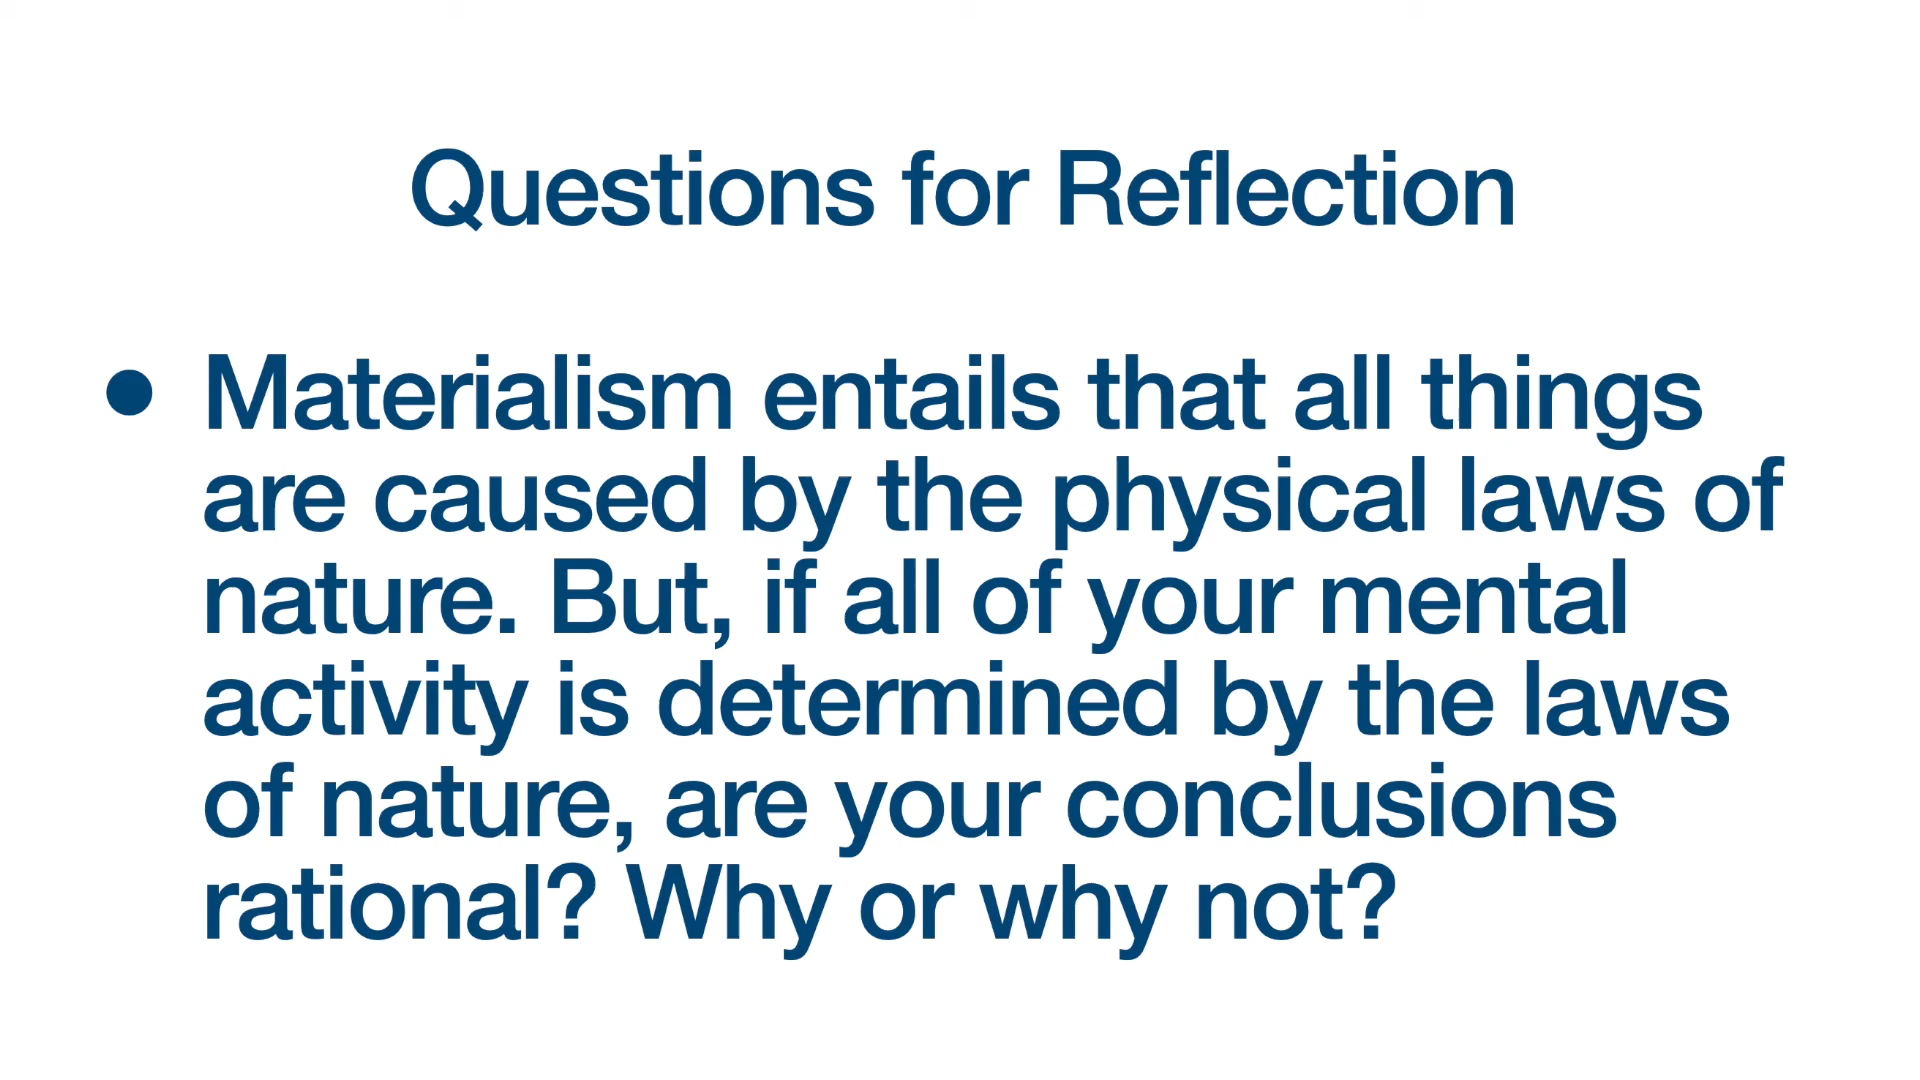 Questions for Reflection
• Materialism entails that all things
are caused by the physical laws of
nature. But, if all of your mental
activity is determined by the laws
of nature, are your conclusions
rational? Why or why not?